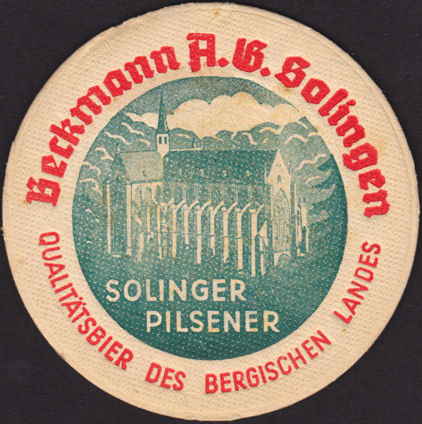 Beckmann A.G. Solingen
SOLINGER
PILSENER
QUALITÄTSBIER DES BERGISCHEN LANDES